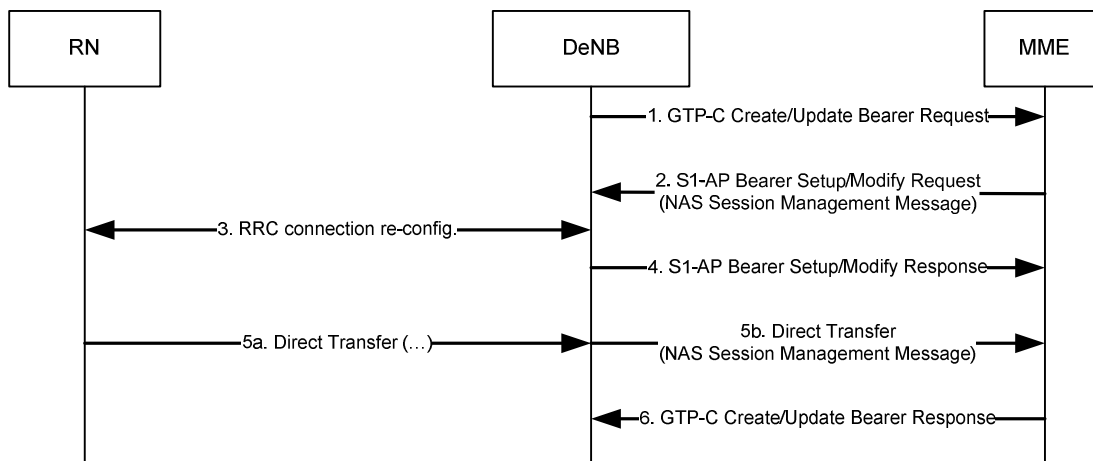 RN
DeNB
MME
1. GTP-C Create/Update Bearer Request
2. S1-AP Bearer Setup/Modify Request
(NAS Session Management Message)
3. RRC connection re-config.
4. S1-AP Bearer Setup/Modify Response
5a. Direct Transfer (...)
5b. Direct Transfer
(NAS Session Management Message)
6. GTP-C Create/Update Bearer Response